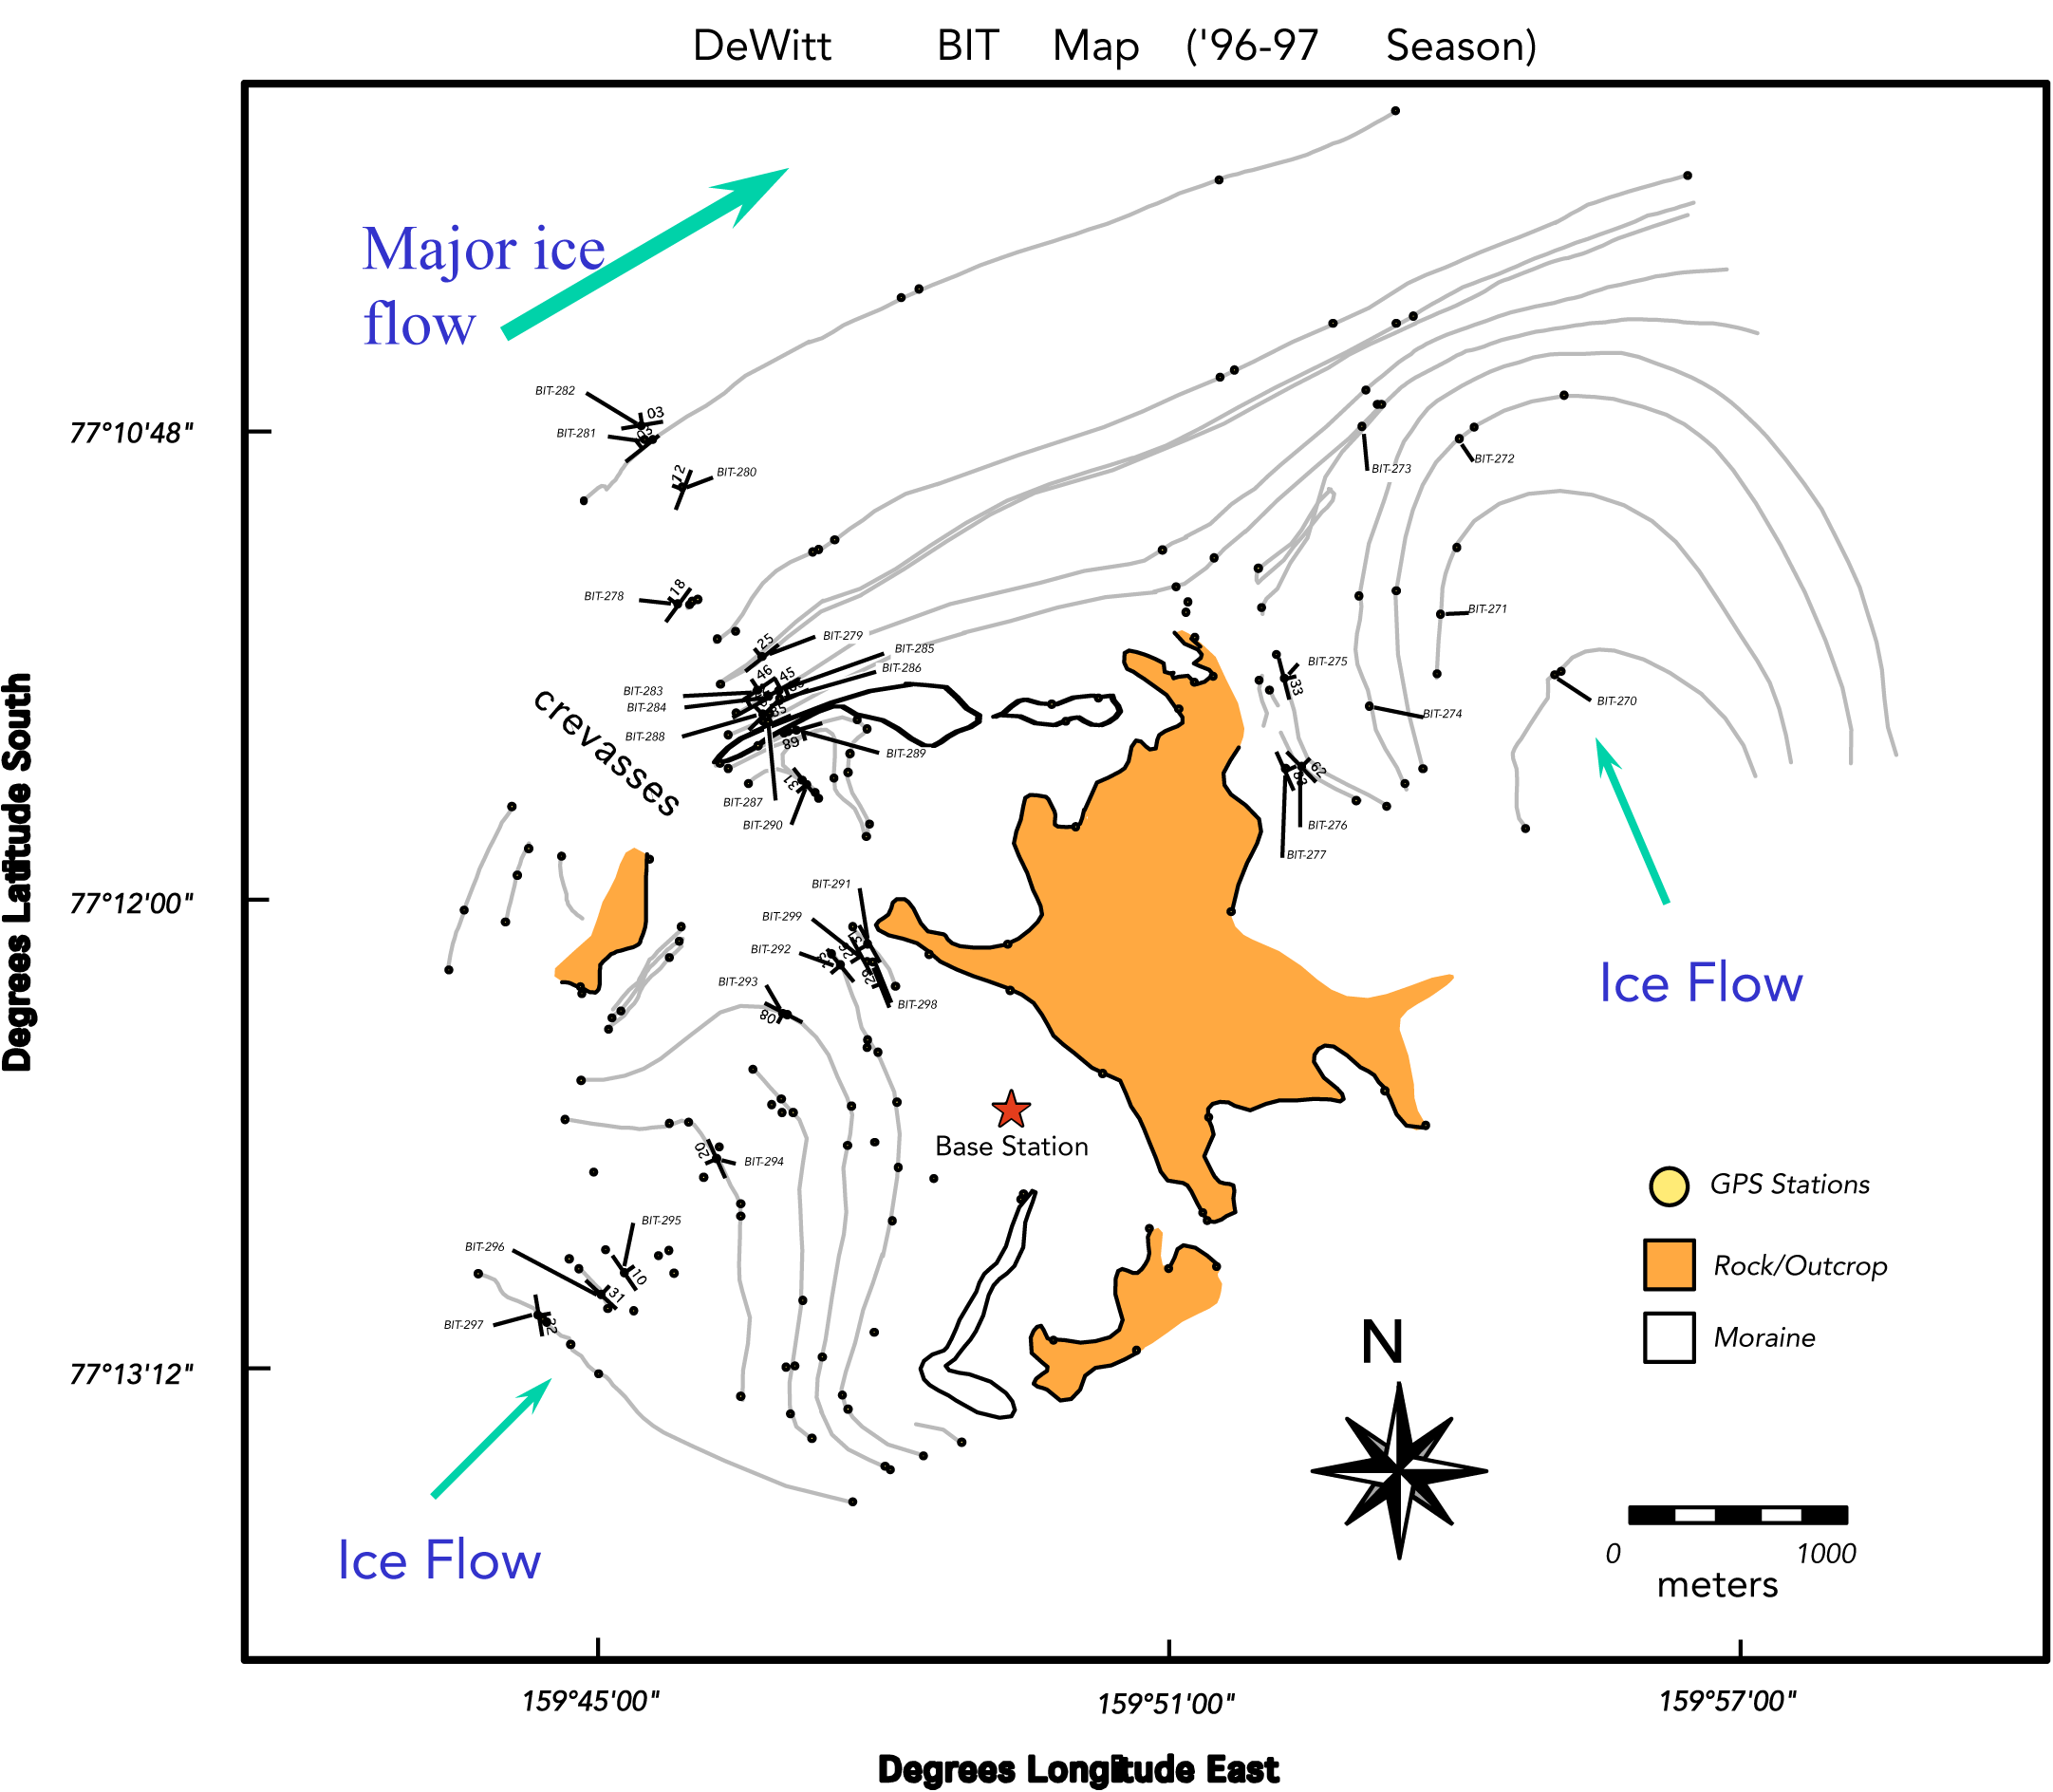 DeWitt BIT Map ('96-97 Season)
Major ice
flow
BIT-282
03
BIT-281
77°10'48"
12
BIT-280
BIT-273
BIT-272
18
BIT-278
BIT-271
25
BIT-279
BIT-285
BIT-286
46
45
BIT-283
BIT-284
BIT-288
85
89
BIT-289
BIT-275
33
BIT-270
BIT-274
crevasses
31
BIT-287
BIT-290
62
BIT-276
BIT-277
BIT-291
77°12'00"
BIT-299
BIT-292
29
BIT-293
BIT-298
08
Ice Flow
Degrees Latitude South
Base Station
20
BIT-294
GPS Stations
BIT-295
BIT-296
10
31
Rock/Outcrop
BIT-297
22
Moraine
N
77°13'12"
Ice Flow
0 1000
meters
159°45'00" 159°51'00" 159°57'00"
Degrees Longitude East